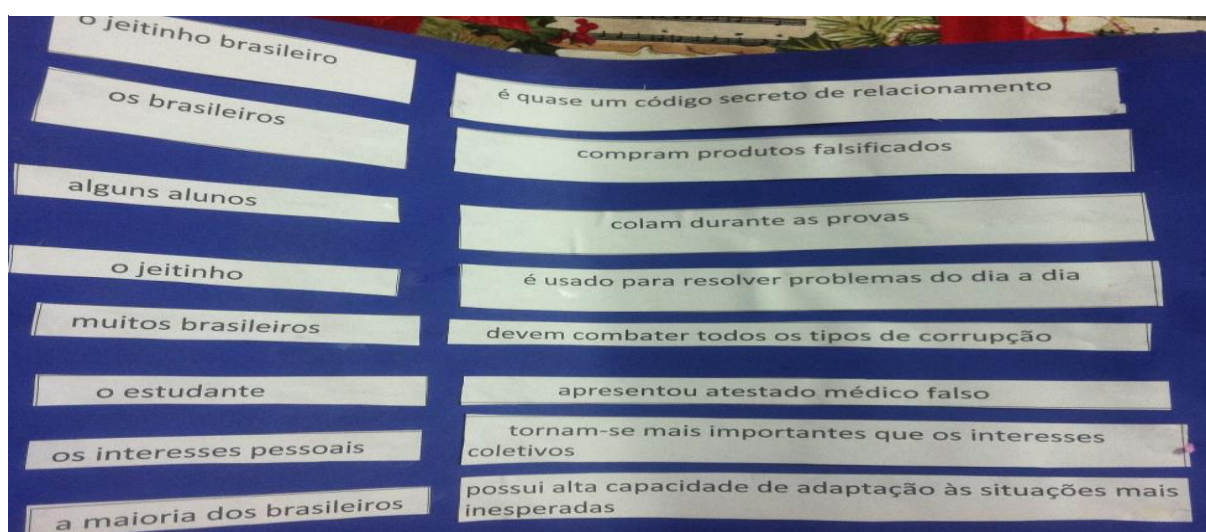 o jeitinho brasileiro
é quase um código secreto de relacionamento
os brasileiros
compram produtos falsificados
alguns alunos
colam durante as provas
o jeitinho
é usado para resolver problemas do dia a dia
muitos brasileiros
devem combater todos os tipos de corrupção
o estudante
apresentou atestado médico falso
os interesses pessoais
tornam-se mais importantes que os interesses
coletivos
a maioria dos brasileiros
possui alta capacidade de adaptação às situações mais
inesperadas